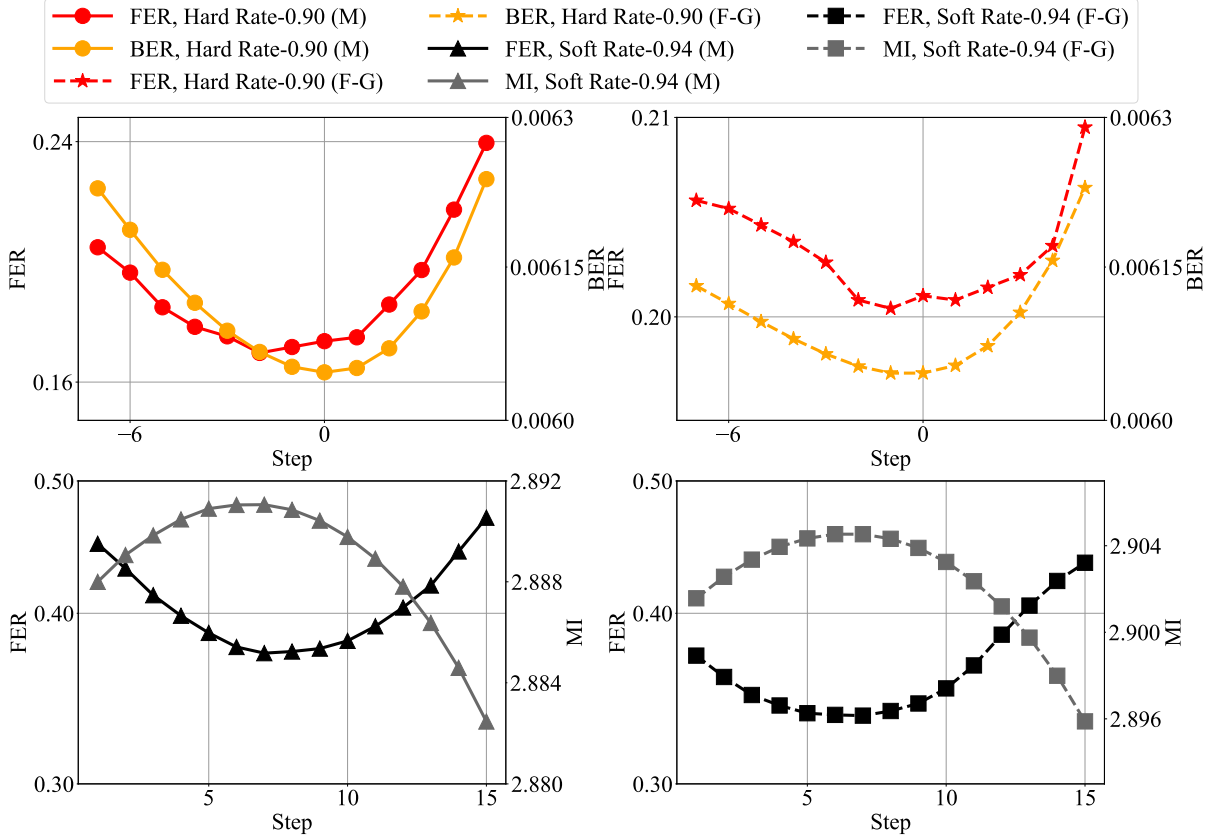 FER, Hard Rate-0.90 (M)
BER, Hard Rate-0.90 (M)
FER, Hard Rate-0.90 (F-G)
BER, Hard Rate-0.90 (F-G)
FER, Soft Rate-0.94 (M)
MI, Soft Rate-0.94 (M)
FER, Soft Rate-0.94 (F-G)
MI, Soft Rate-0.94 (F-G)
0.24
0.16
FER
−6
0
Step
0.0063
0.00615
0.0060
BER
0.21
0.20
FER
−6
0
Step
0.0063
0.00615
0.0060
BER
0.50
0.40
0.30
FER
5
10
15
Step
2.892
2.888
2.884
2.880
MI
0.50
0.40
0.30
FER
5
10
15
Step
2.904
2.900
2.896
MI